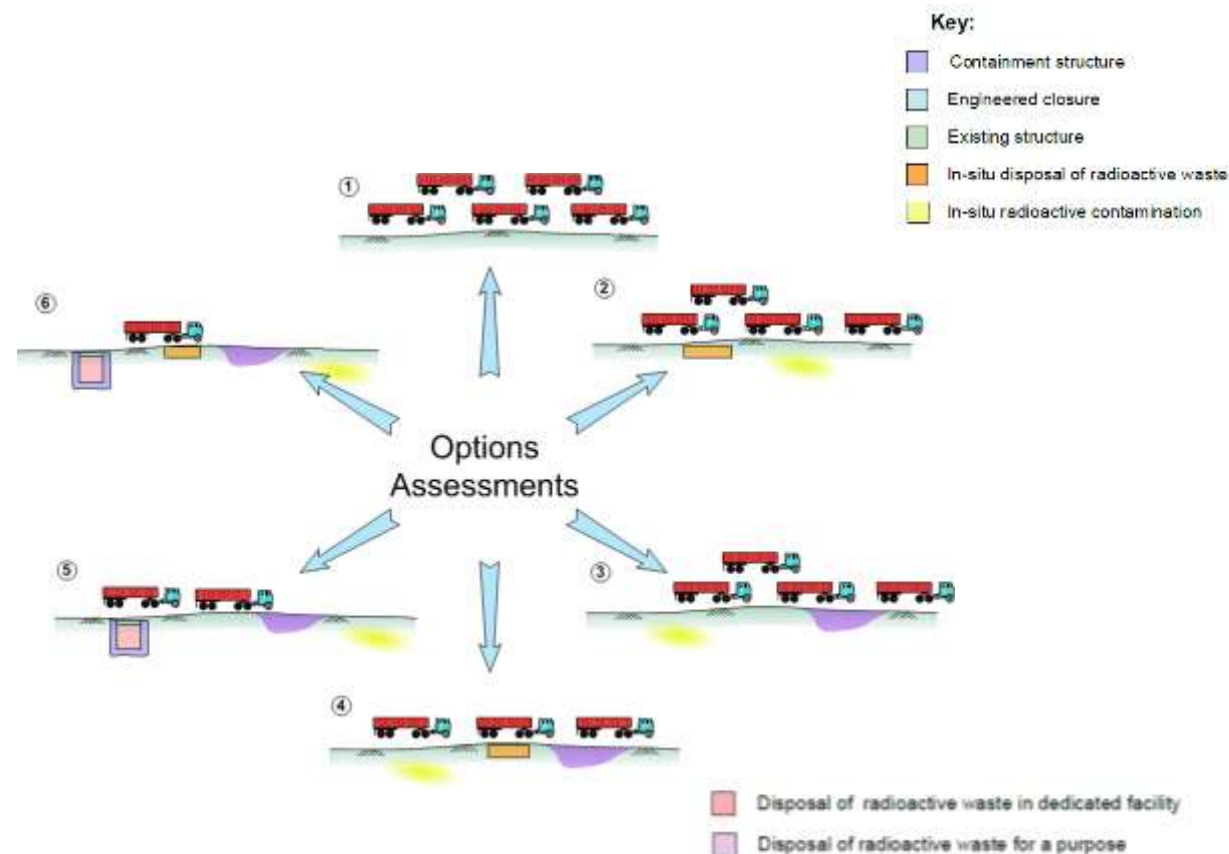 Key:
Containment structure
Engineered closure
Existing structure
In-situ disposal of radioactive waste
In-situ radioactive contamination
①
⑥
②
Options
Assessments
⑤
③
④
Disposal of radioactive waste in dedicated facility
Disposal of radioactive waste for a purpose